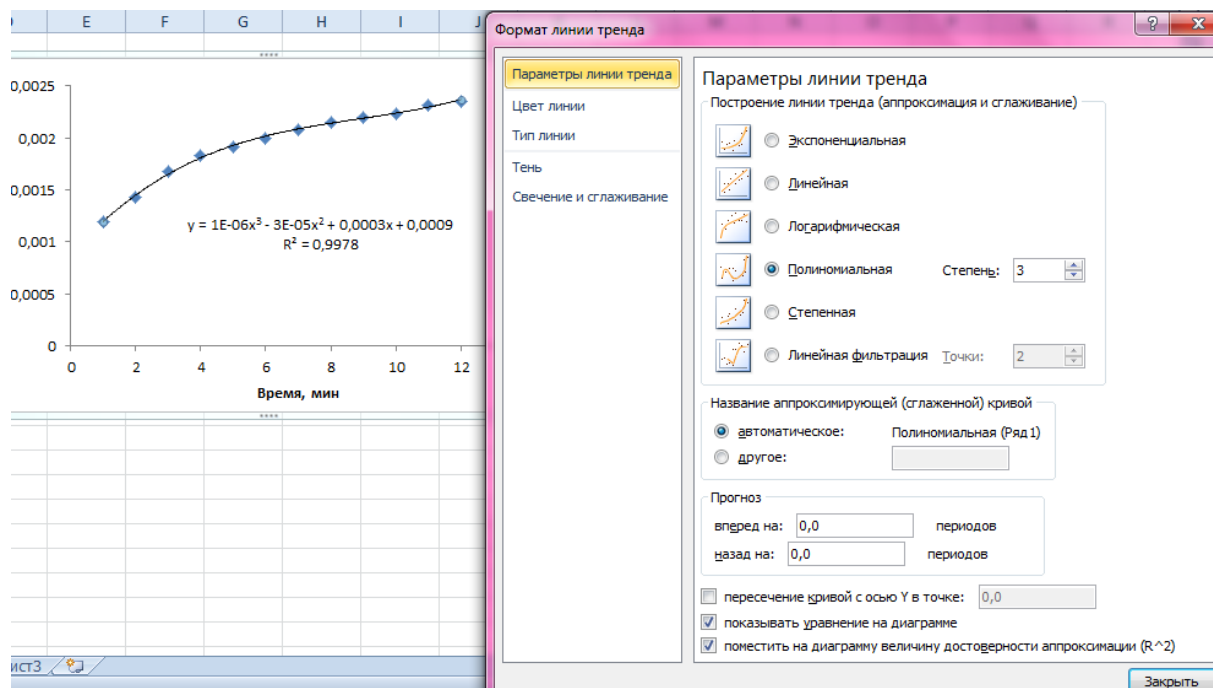 E F G H I J
Формат линии тренда
Параметры линии тренда
Цвет линии
Тип линии
Тень
Свечение и сглаживание
Параметры линии тренда
Построение линии тренда (аппроксимация и сглаживание)
Экспоненциальная
Линейная
Логарифмическая
Полиномиальная Степень: 3
Степенная
Линейная фильтрация Точки: 2
Название аппроксимирующей (сглаженной) кривой
автоматическое: Полиномиальная (Ряд1)
другое:
Прогноз
вперед на: 0,0 периодов
назад на: 0,0 периодов
пересечение кривой с осью Y в точке: 0,0
показывать уравнение на диаграмме
поместить на диаграмму величину достоверности аппроксимации (R^2)
Закрыть
0,0025
0,002
0,0015
0,001
0,0005
0
y = 1E-06x³ - 3E-05x² + 0,0003x + 0,0009
R² = 0,9978
0 2 4 6 8 10 12
Время, мин
ист3